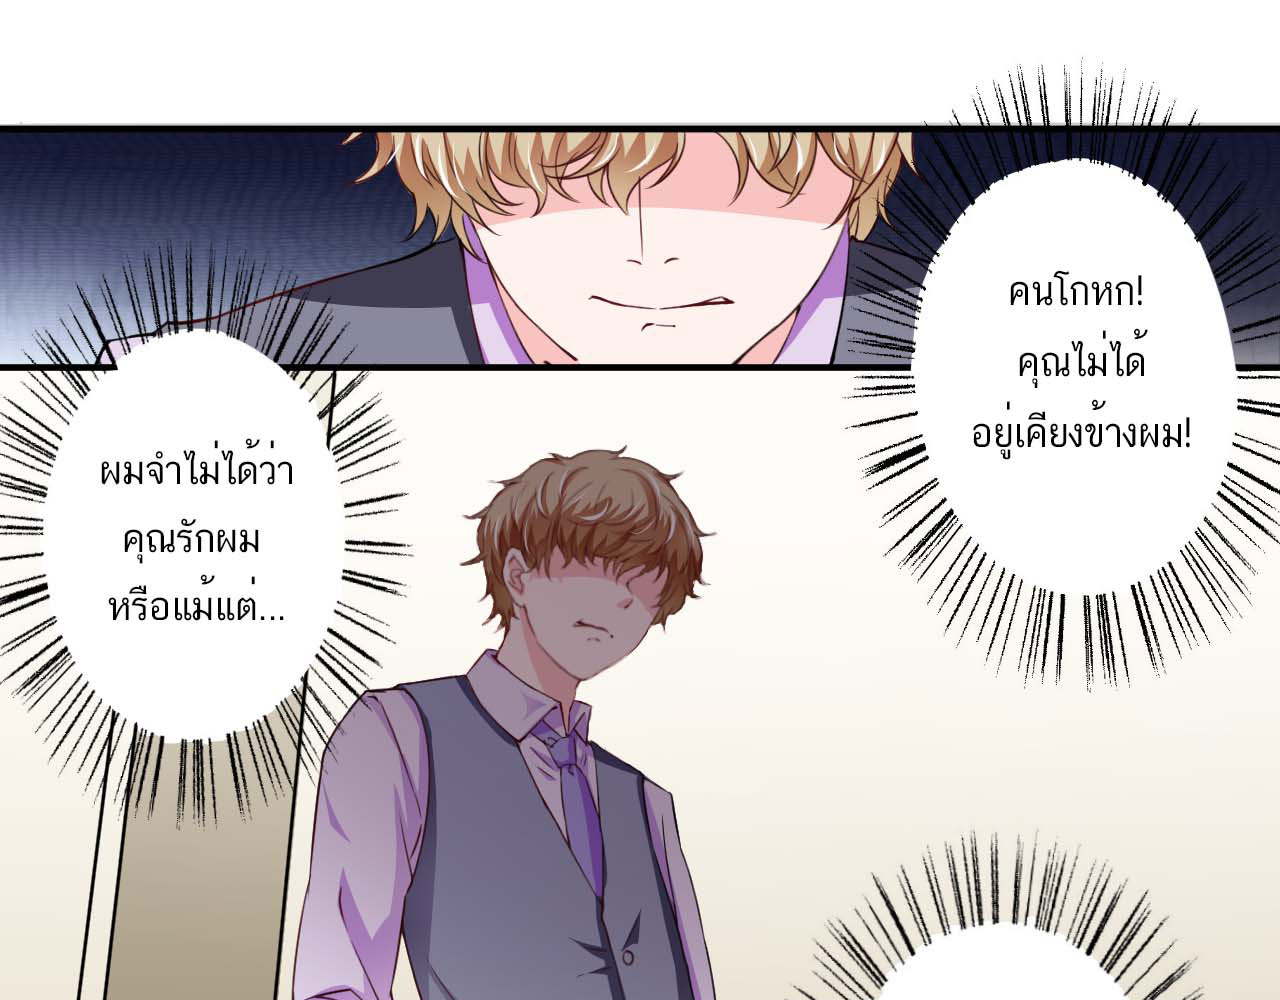 คนโกหก!
คุณไม่ได้
อยู่เคียงข้างผม!
ผมจำไม่ได้ว่า
คุณรักผม
หรือแม้แต่...